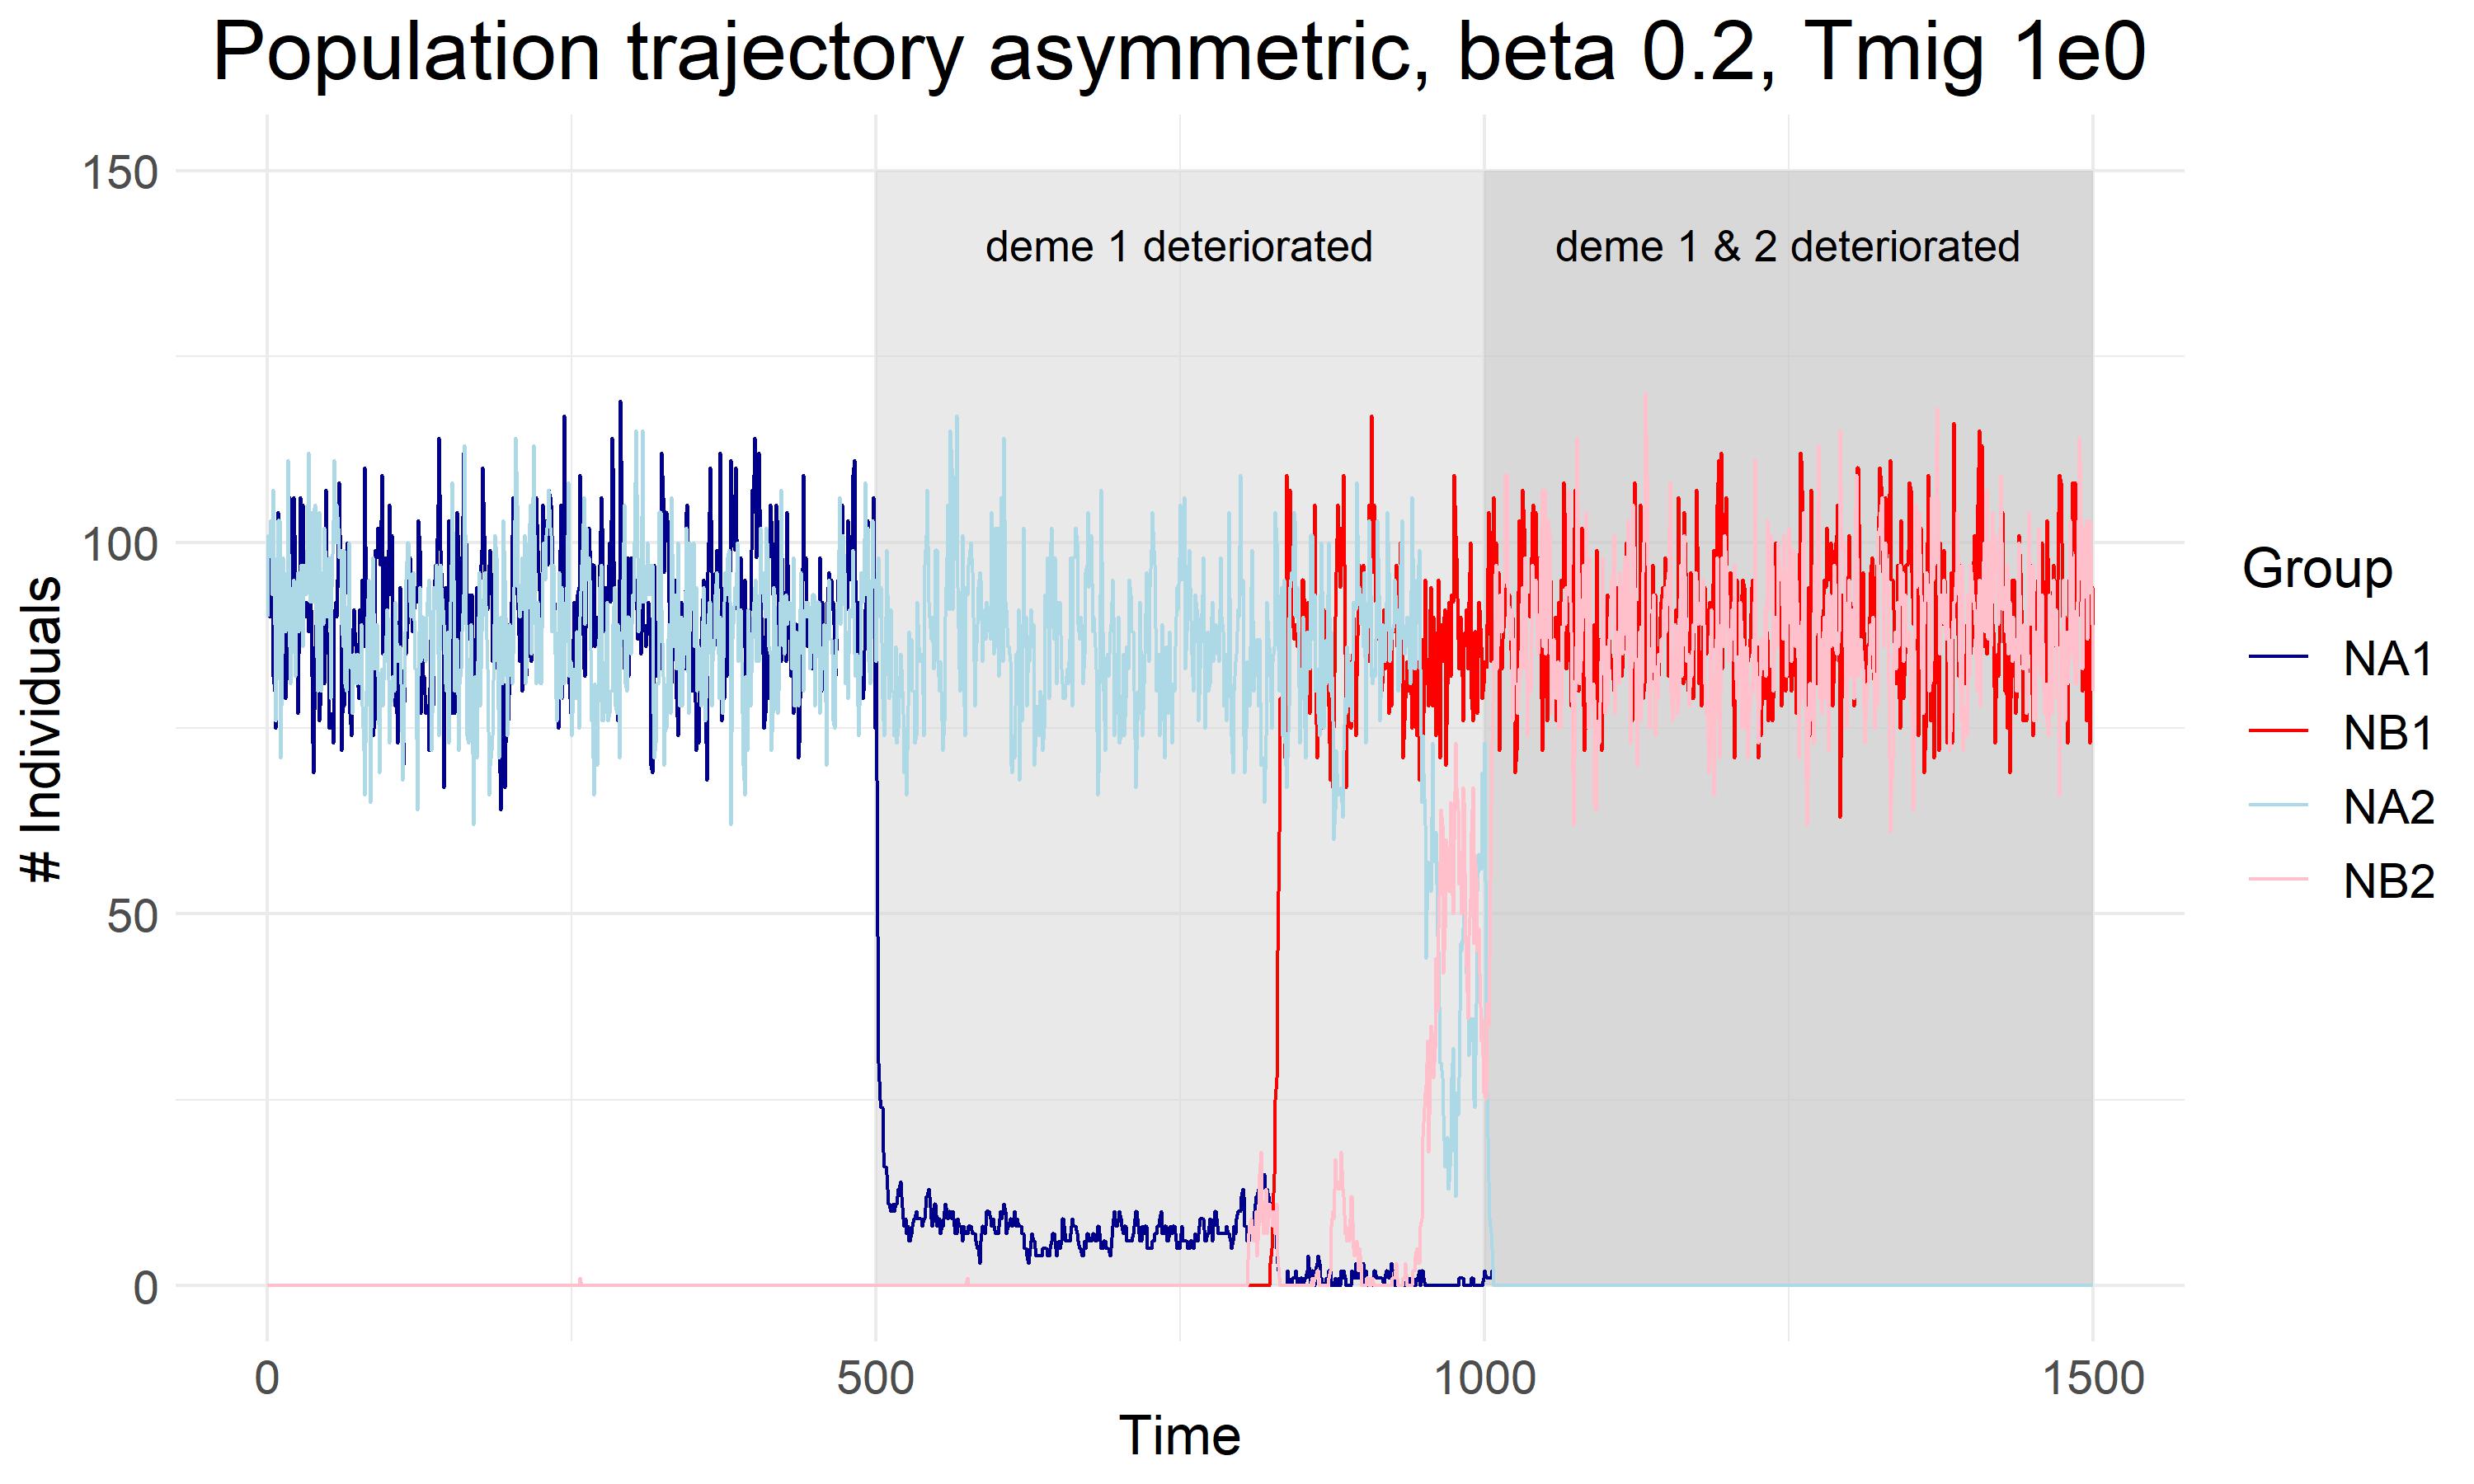 Population trajectory asymmetric, beta 0.2, Tmig 1e0
150
deme 1 deteriorated
deme 1 & 2 deteriorated
100
50
0
# Individuals
0
500
1000
1500
Time
Group
NA1
NB1
NA2
NB2